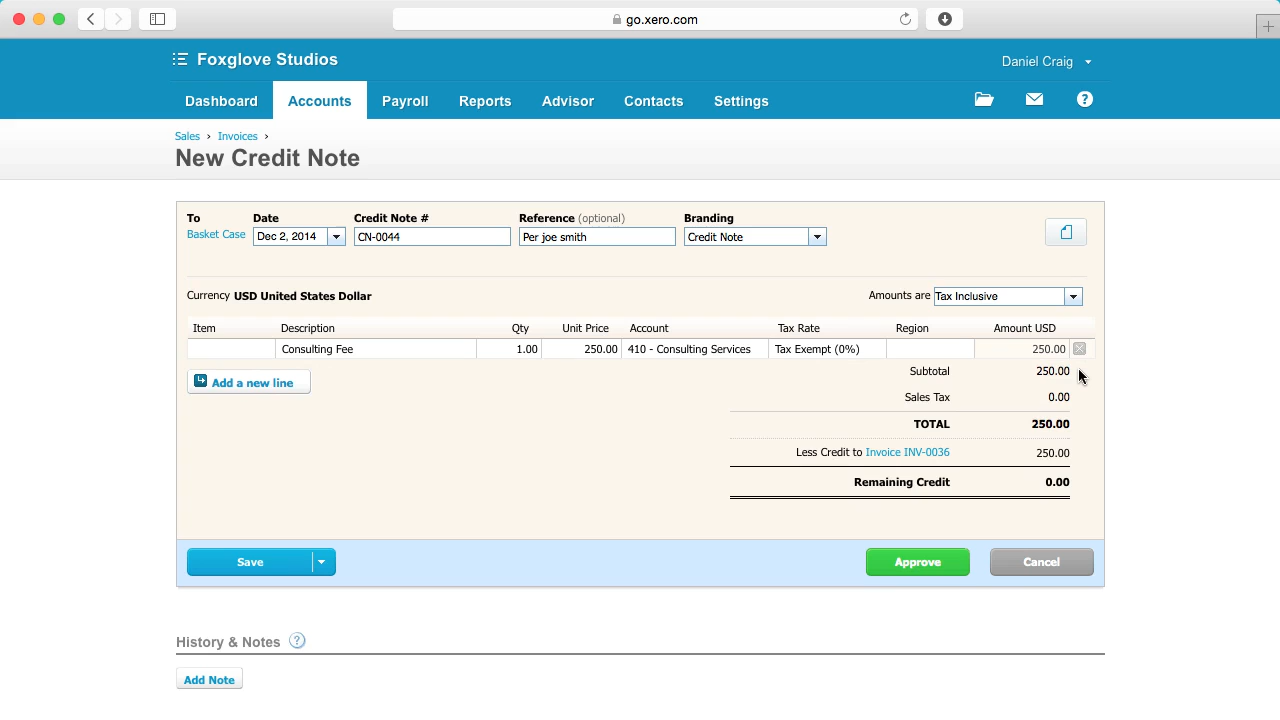 go.xero.com
Foxglove Studios
Daniel Craig
Dashboard Accounts Payroll Reports Advisor Contacts Settings ?
Sales › Invoices ›
New Credit Note
To Date Credit Note # Reference (optional) Branding
Basket Case Dec 2, 2014 CN-0044 Per joe smith Credit Note
Currency USD United States Dollar Amounts are Tax Inclusive
Item Description Qty Unit Price Account Tax Rate Region Amount USD
Consulting Fee 1.00 250.00 410 - Consulting Services Tax Exempt (0%) 250.00
Add a new line
Subtotal 250.00
Sales Tax 0.00
TOTAL 250.00
Less Credit to Invoice INV-0036 250.00
Remaining Credit 0.00
Save Approve Cancel
History & Notes ?
Add Note